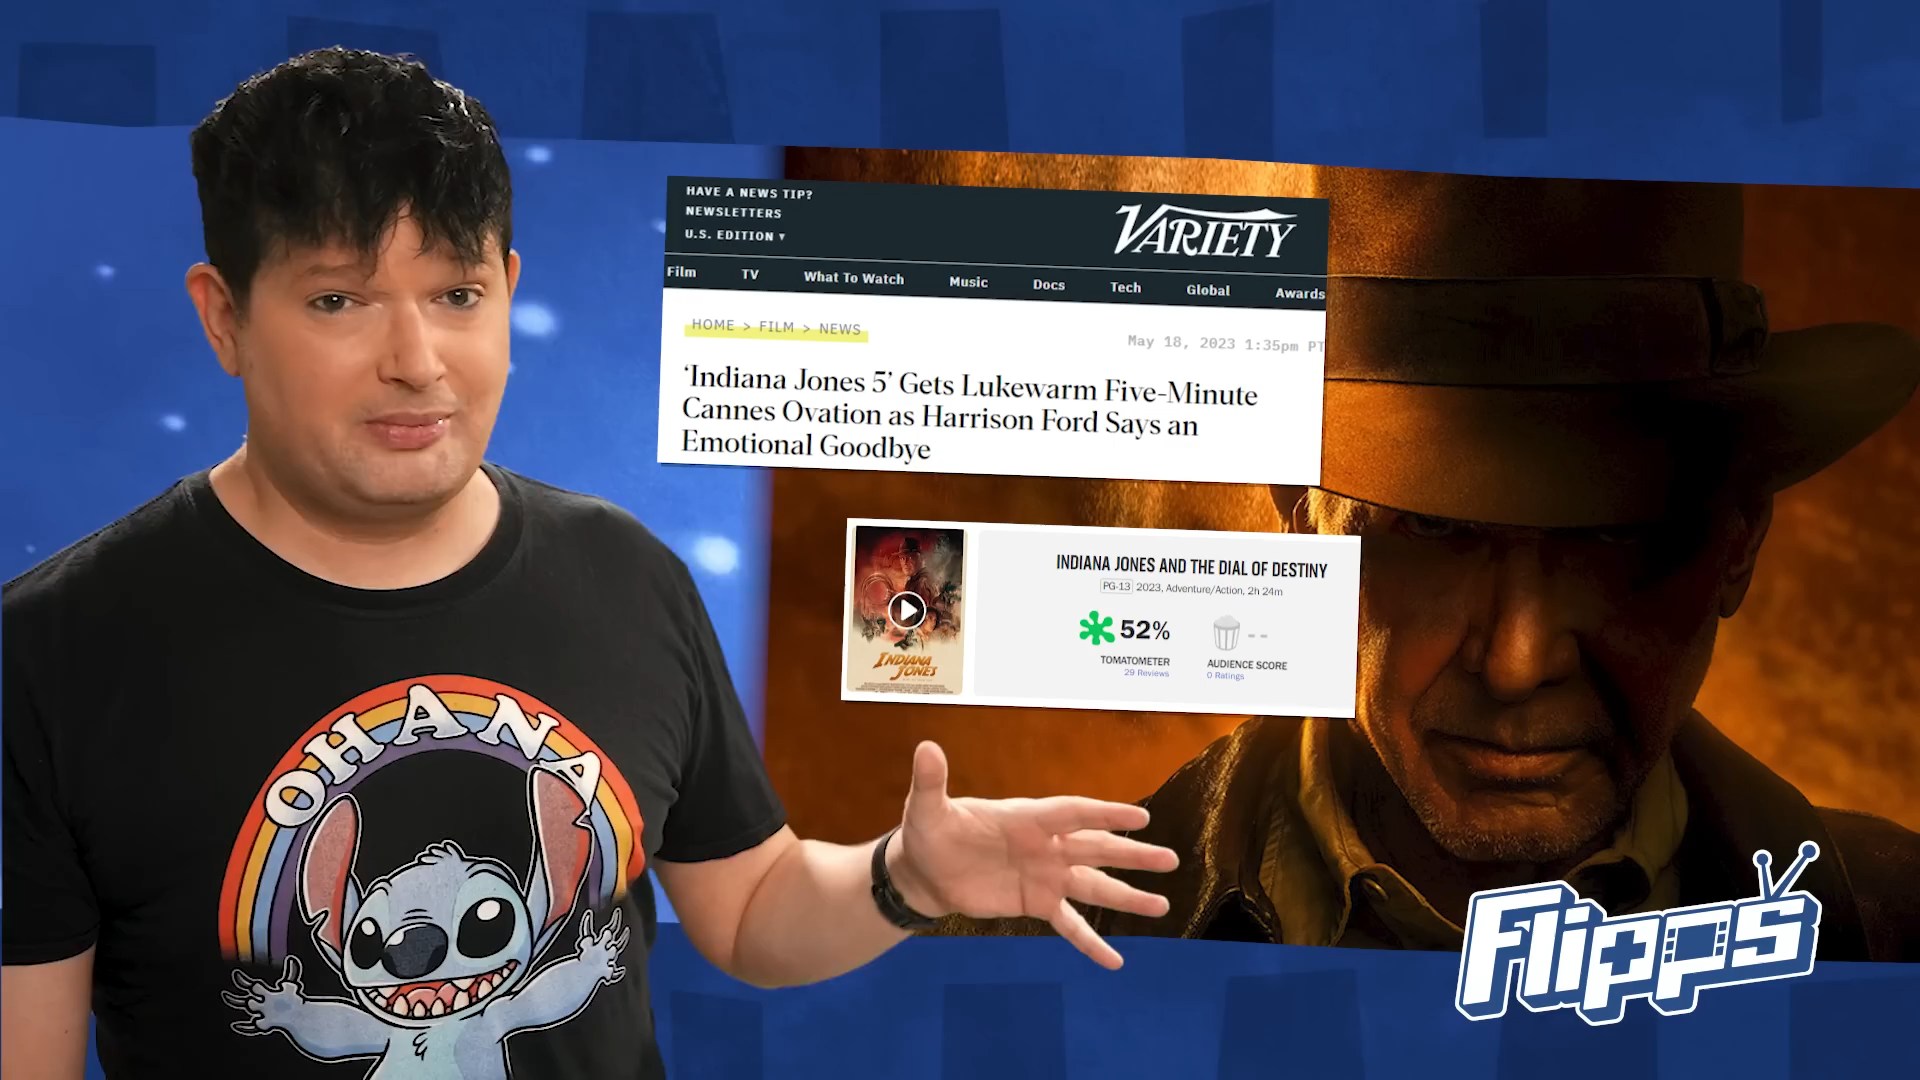 HAVE A NEWS TIP?
NEWSLETTERS
U.S. EDITION ▾
VARIETY
Film TV What To Watch Music Docs Tech Global Awards
HOME > FILM > NEWS
May 18, 2023 1:35pm PT
‘Indiana Jones 5’ Gets Lukewarm Five-Minute
Cannes Ovation as Harrison Ford Says an
Emotional Goodbye
INDIANA JONES AND THE DIAL OF DESTINY
PG-13 2023, Adventure/Action, 2h 24m
52%
- -
TOMATOMETER
29 Reviews
AUDIENCE SCORE
0 Ratings
INDIANA
JONES
OHANA
Flipps